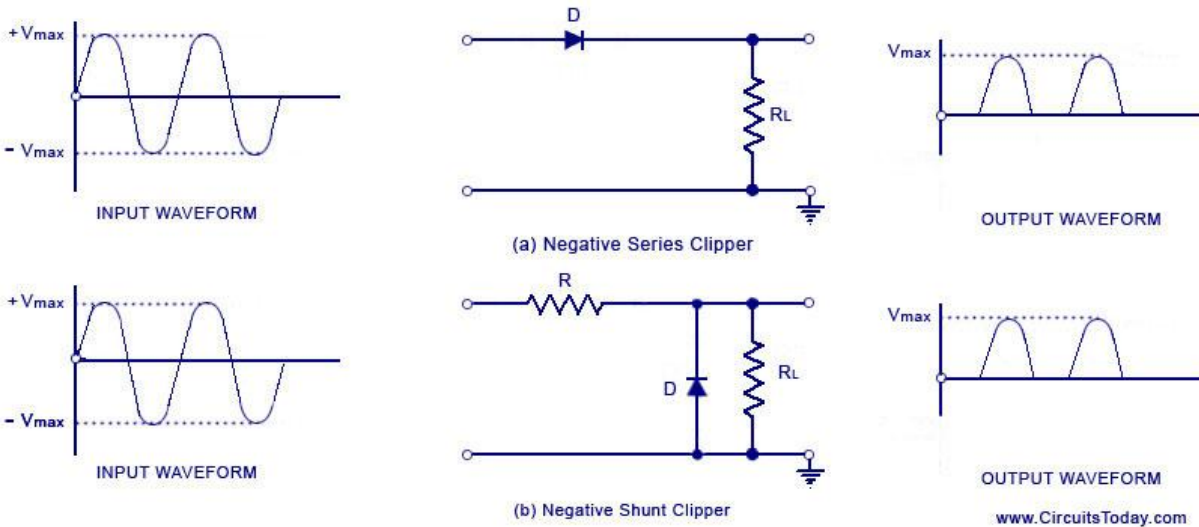 + Vmax
- Vmax
INPUT WAVEFORM
D
RL
(a) Negative Series Clipper
Vmax
OUTPUT WAVEFORM
+ Vmax
- Vmax
INPUT WAVEFORM
R
D
RL
(b) Negative Shunt Clipper
Vmax
OUTPUT WAVEFORM
www.CircuitsToday.com